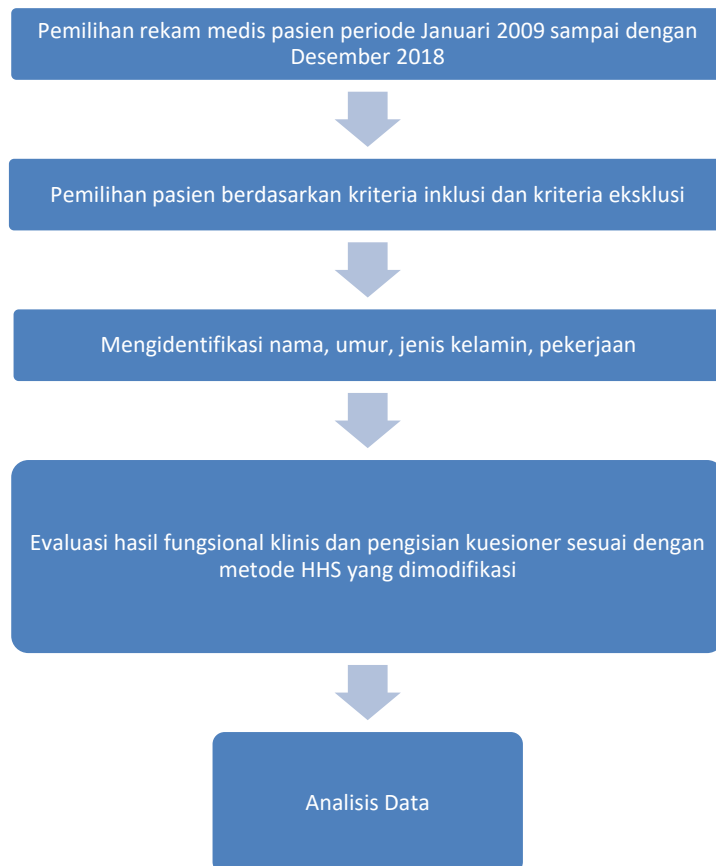 Pemilihan rekam medis pasien periode Januari 2009 sampai dengan
Desember 2018
Pemilihan pasien berdasarkan kriteria inklusi dan kriteria eksklusi
Mengidentifikasi nama, umur, jenis kelamin, pekerjaan
Evaluasi hasil fungsional klinis dan pengisian kuesioner sesuai dengan
metode HHS yang dimodifikasi
Analisis Data